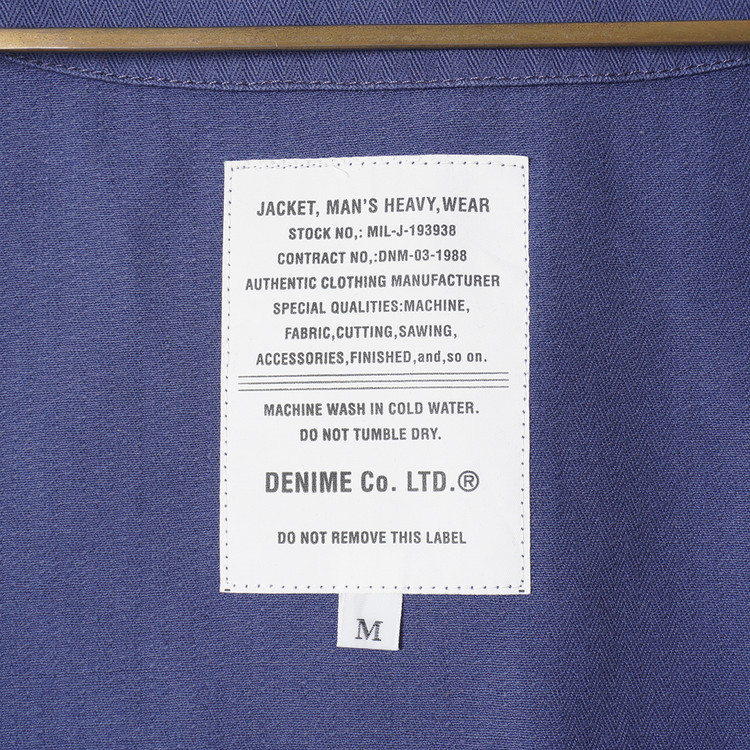 JACKET, MAN'S HEAVY,WEAR
STOCK NO,: MIL-J-193938
CONTRACT NO,:DNM-03-1988
AUTHENTIC CLOTHING MANUFACTURER
SPECIAL QUALITIES:MACHINE,
FABRIC,CUTTING,SAWING,
ACCESSORIES,FINISHED,and,so on.
MACHINE WASH IN COLD WATER.
DO NOT TUMBLE DRY.
DENIME Co. LTD.®
DO NOT REMOVE THIS LABEL
M